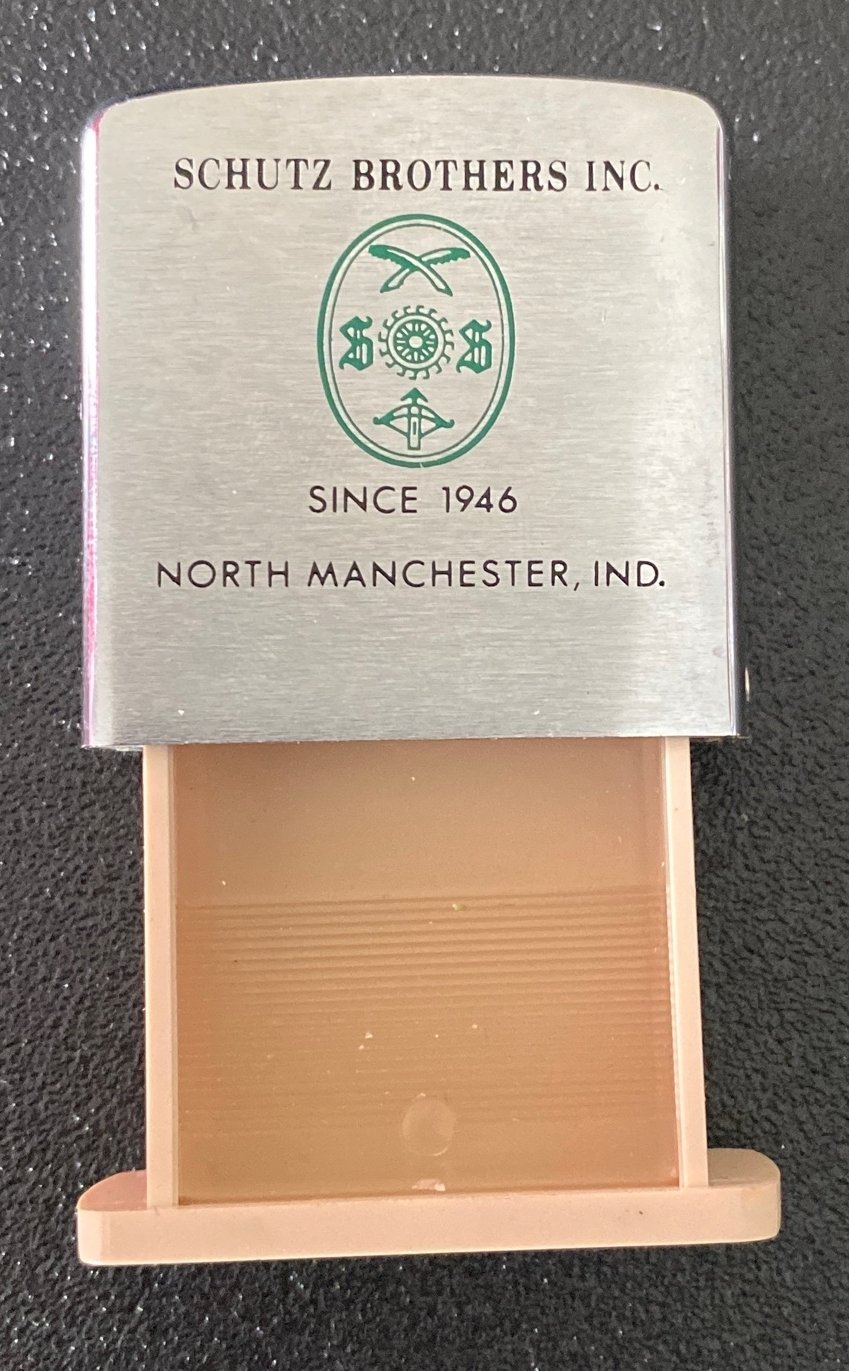 SCHUTZ BROTHERS INC.
S S
SINCE 1946
NORTH MANCHESTER, IND.